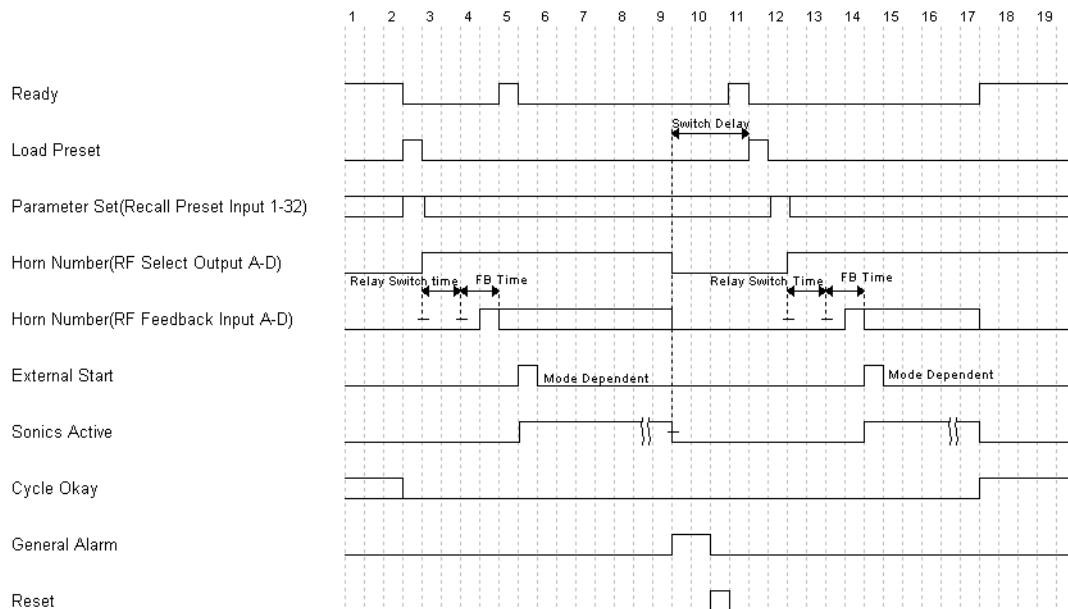 1 2 3 4 5 6 7 8 9 10 11 12 13 14 15 16 17 18 19
Ready
Switch Delay
Load Preset
Parameter Set(Recall Preset Input 1-32)
Horn Number(RF Select Output A-D)
Relay Switch time FB Time Relay Switch Time FB Time
Horn Number(RF Feedback Input A-D)
External Start Mode Dependent Mode Dependent
Sonics Active
Cycle Okay
General Alarm
Reset